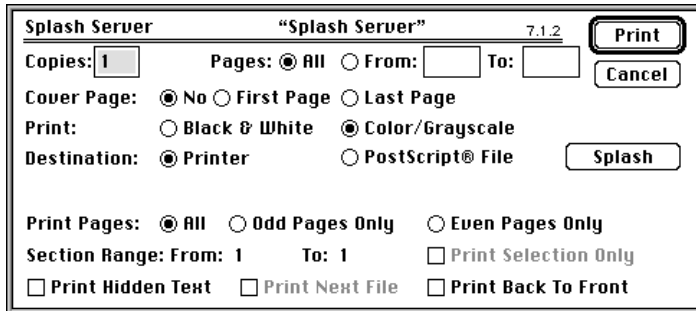 Splash Server "Splash Server" 7.1.2 Print
Copies: 1 Pages: All From: To:
Cancel
Cover Page: No First Page Last Page
Print: Black & White Color/Grayscale
Destination: Printer PostScript® File Splash
Print Pages: All Odd Pages Only Even Pages Only
Section Range: From: 1 To: 1 Print Selection Only
Print Hidden Text Print Next File Print Back To Front